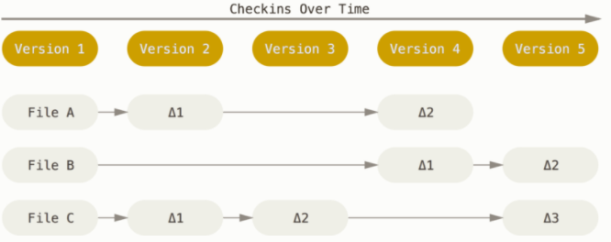 Checkins Over Time
Version 1 Version 2 Version 3 Version 4 Version 5
File A Δ1 Δ2
File B Δ1 Δ2
File C Δ1 Δ2 Δ3